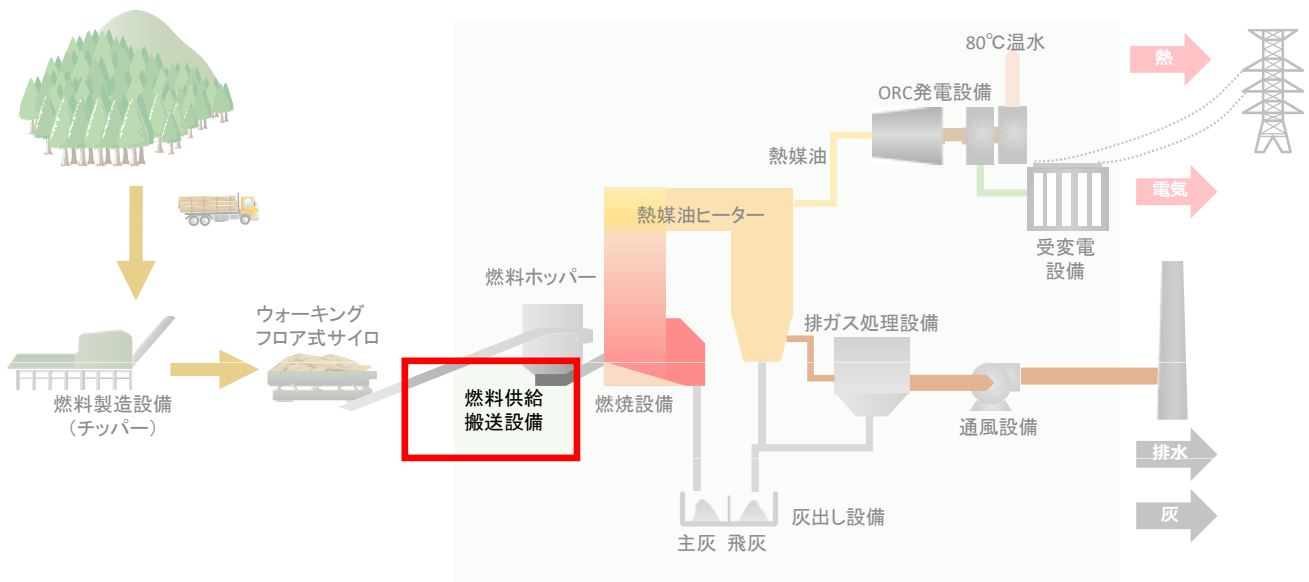 80℃温水
熱
ORC発電設備
熱媒油
電気
熱媒油ヒーター
受変電
設備
燃料ホッパー
ウォーキング
フロア式サイロ
排ガス処理設備
燃料製造設備
（チッパー）
燃料供給
搬送設備
燃焼設備
通風設備
排水
灰出し設備
灰
主灰 飛灰